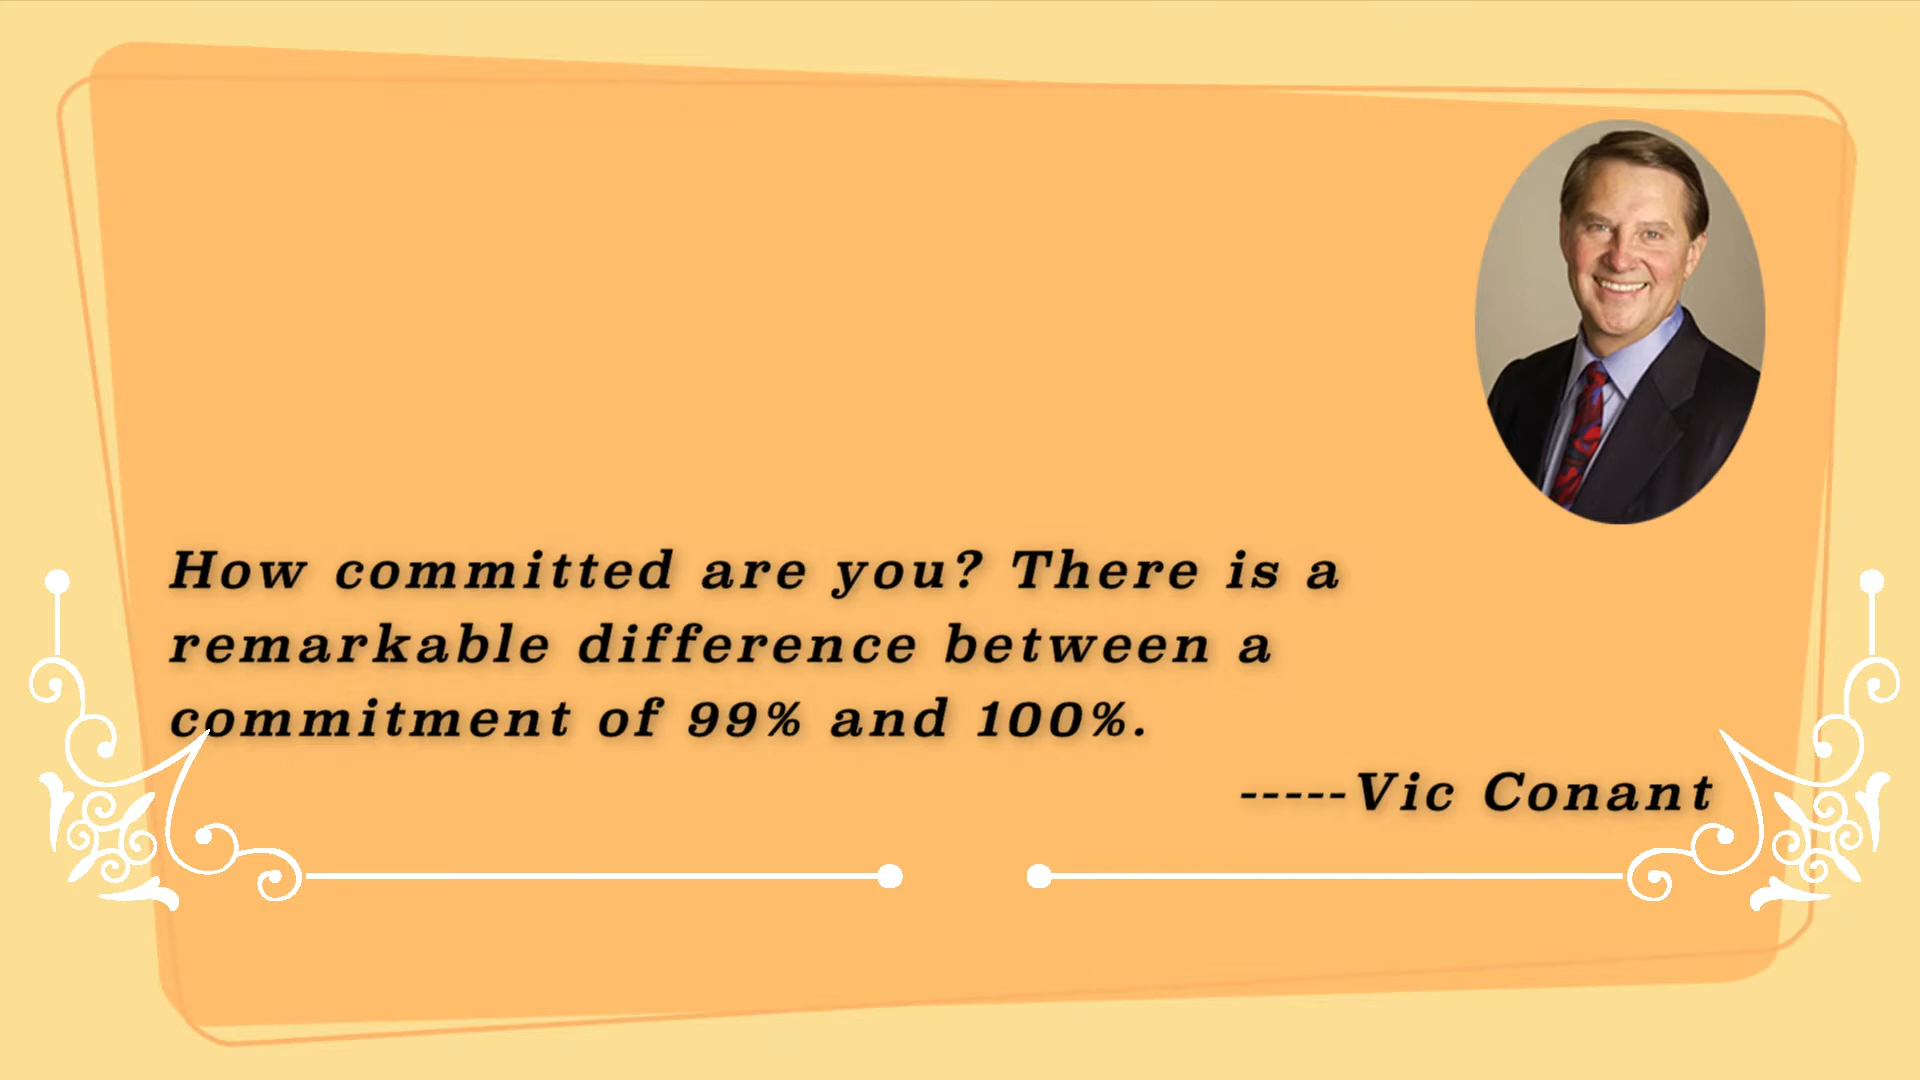 How committed are you? There is a
remarkable difference between a
commitment of 99% and 100%.
-----Vic Conant